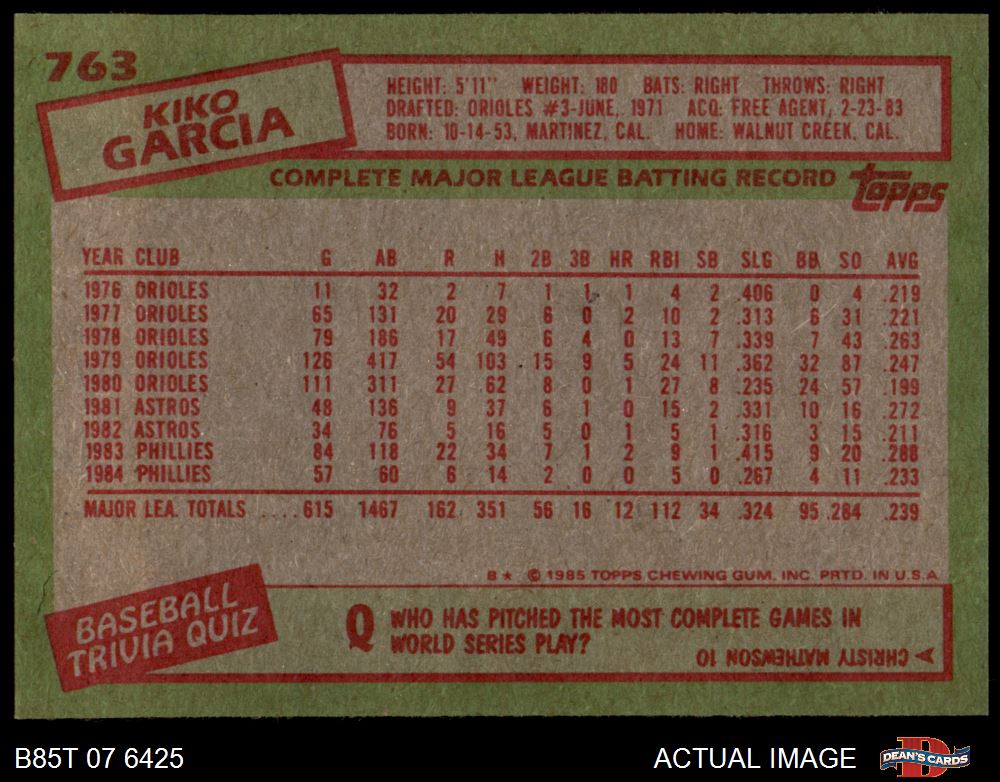 763
KIKO
GARCIA
HEIGHT: 5'11" WEIGHT: 180 BATS: RIGHT THROWS: RIGHT
DRAFTED: ORIOLES #3-JUNE, 1971 ACQ: FREE AGENT, 2-23-83
BORN: 10-14-53, MARTINEZ, CAL. HOME: WALNUT CREEK, CAL.
COMPLETE MAJOR LEAGUE BATTING RECORD
topps
YEAR CLUB G AB R H 2B 3B HR RBI SB SLG BB SO AVG
1976 ORIOLES 11 32 2 7 1 1 1 4 2 .406 0 4 .219
1977 ORIOLES 65 131 20 29 6 0 2 10 2 .313 6 31 .221
1978 ORIOLES 79 186 17 49 6 4 0 13 7 .339 7 43 .263
1979 ORIOLES 126 417 54 103 15 9 5 24 11 .362 32 87 .247
1980 ORIOLES 111 311 27 62 8 0 1 27 8 .235 24 57 .199
1981 ASTROS 48 136 9 37 6 1 0 15 2 .331 10 16 .272
1982 ASTROS 34 76 5 16 5 0 1 5 1 .316 3 15 .211
1983 PHILLIES 84 118 22 34 7 1 2 9 1 .415 9 20 .288
1984 PHILLIES 57 60 6 14 2 0 0 5 0 .267 4 11 .233
MAJOR LEA. TOTALS ....615 1467 162 351 56 16 12 112 34 .324 95 284 .239
B★ © 1985 TOPPS CHEWING GUM. INC. PRTD. IN U.S.A.
BASEBALL
TRIVIA QUIZ
Q WHO HAS PITCHED THE MOST COMPLETE GAMES IN
WORLD SERIES PLAY?
CHRISTY MATHEWSON 10
B85T 07 6425
ACTUAL IMAGE
DEAN'S CARDS